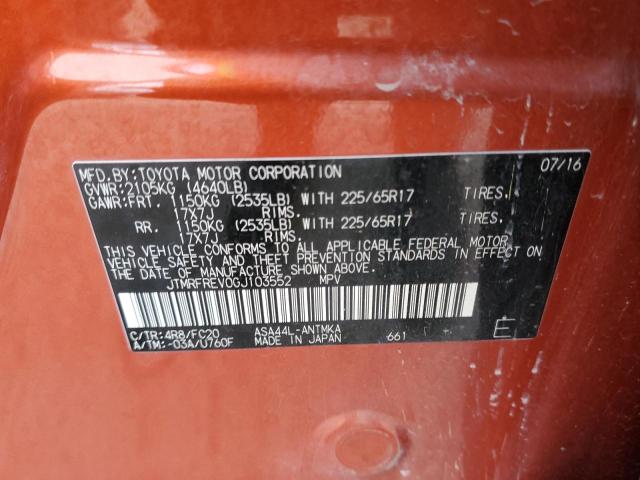 MFD. BY: TOYOTA MOTOR CORPORATION 07/16
GVWR: 2105KG (4640LB)
GAWR: FRT. 1150KG (2535LB) WITH 225/65R17 TIRES.
17X7J RIMS.
RR. 1150KG (2535LB) WITH 225/65R17 TIRES.
17X7J RIMS.
THIS VEHICLE CONFORMS TO ALL APPLICABLE FEDERAL MOTOR
VEHICLE SAFETY AND THEFT PREVENTION STANDARDS IN EFFECT ON
THE DATE OF MANUFACTURE SHOWN ABOVE.
JTMRFREV0GJ103552 MPV
C/TR: 4R8/FC20 ASA44L-ANTMKA
A/TM: -03A/U760F MADE IN JAPAN 661 E